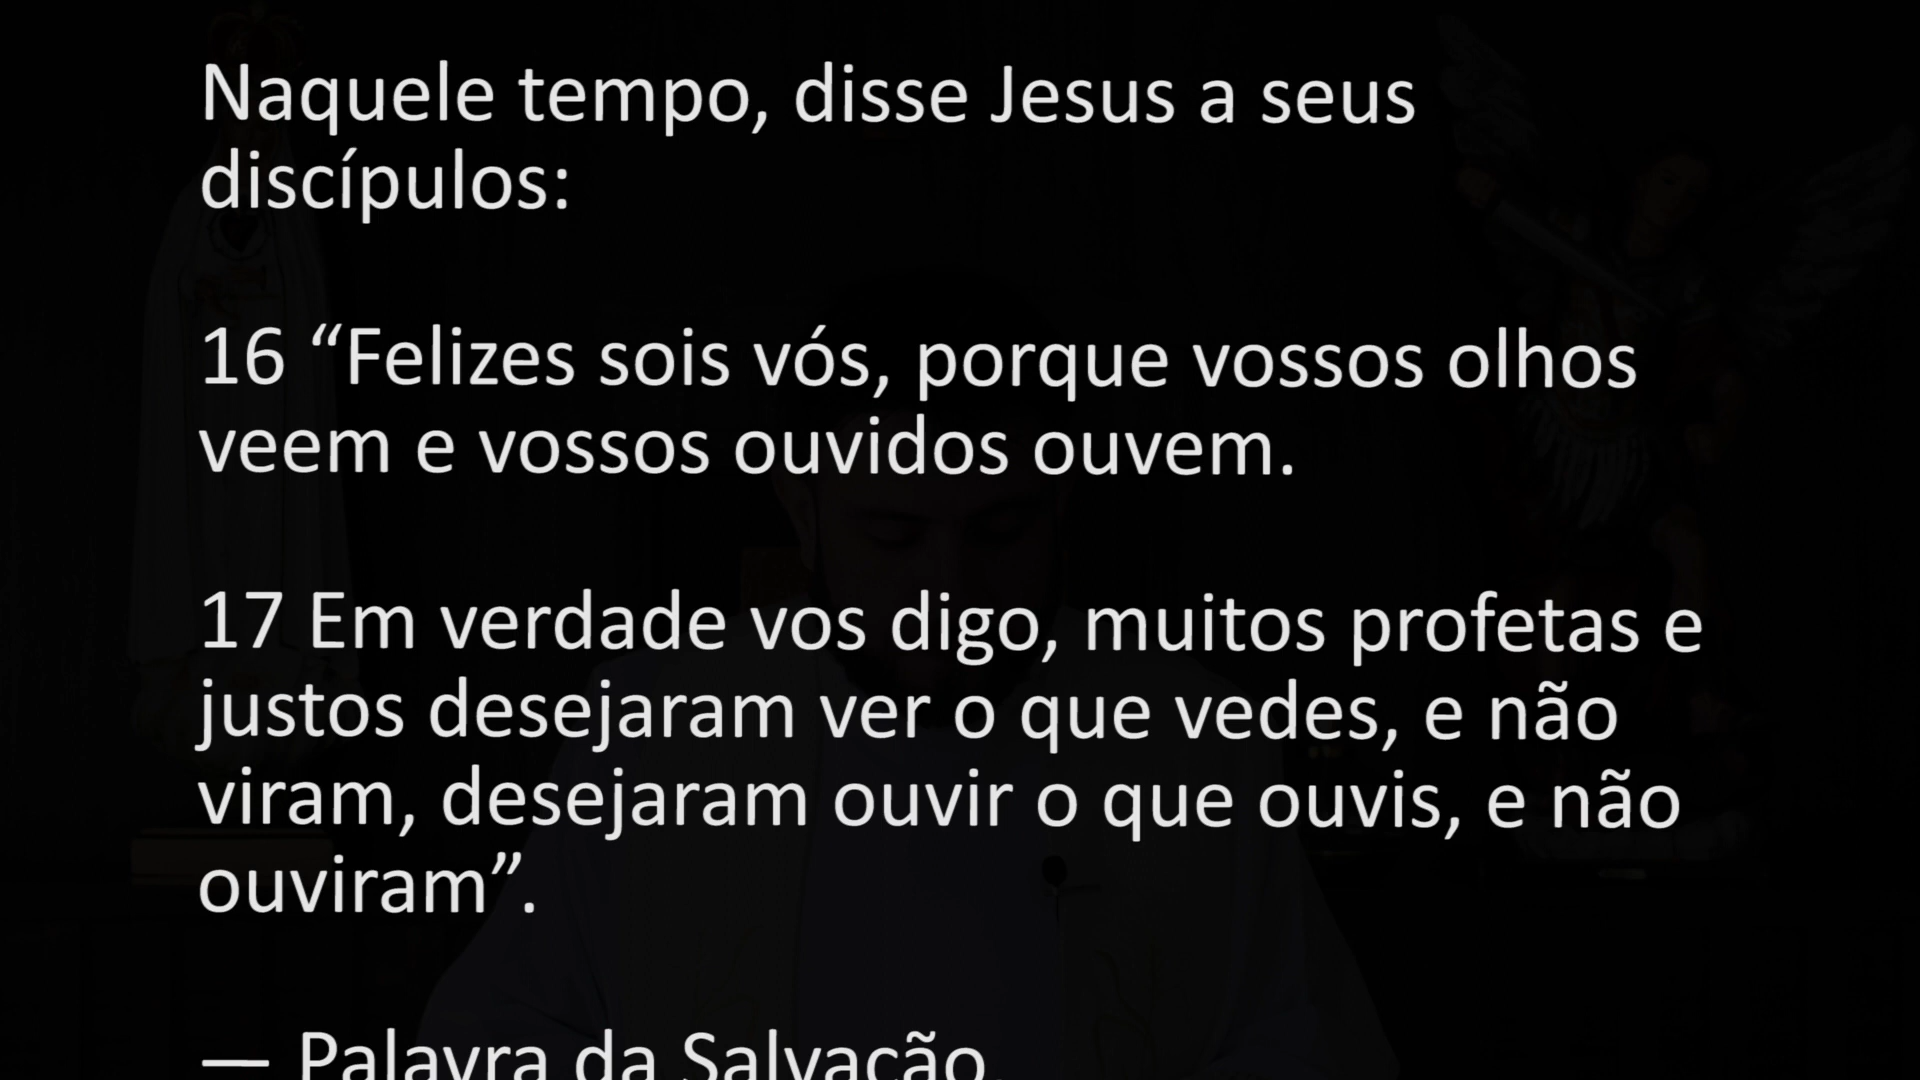 Naquele tempo, disse Jesus a seus
discípulos:
16 “Felizes sois vós, porque vossos olhos
veem e vossos ouvidos ouvem.
17 Em verdade vos digo, muitos profetas e
justos desejaram ver o que vedes, e não
viram, desejaram ouvir o que ouvis, e não
ouviram”.
— Palavra da Salvação.